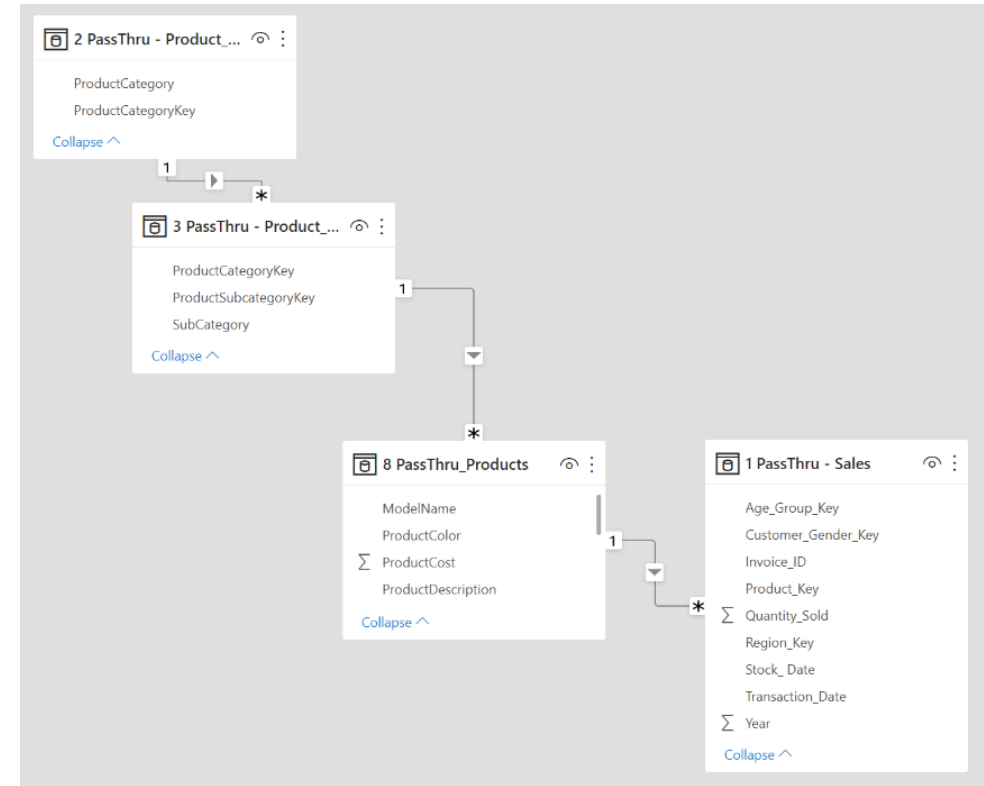 2 PassThru - Product_...
ProductCategory
ProductCategoryKey
Collapse
1
*
3 PassThru - Product_...
ProductCategoryKey
ProductSubcategoryKey
SubCategory
Collapse
1
*
8 PassThru_Products
ModelName
ProductColor
∑ ProductCost
ProductDescription
Collapse
1
*
1 PassThru - Sales
Age_Group_Key
Customer_Gender_Key
Invoice_ID
Product_Key
∑ Quantity_Sold
Region_Key
Stock_ Date
Transaction_Date
∑ Year
Collapse